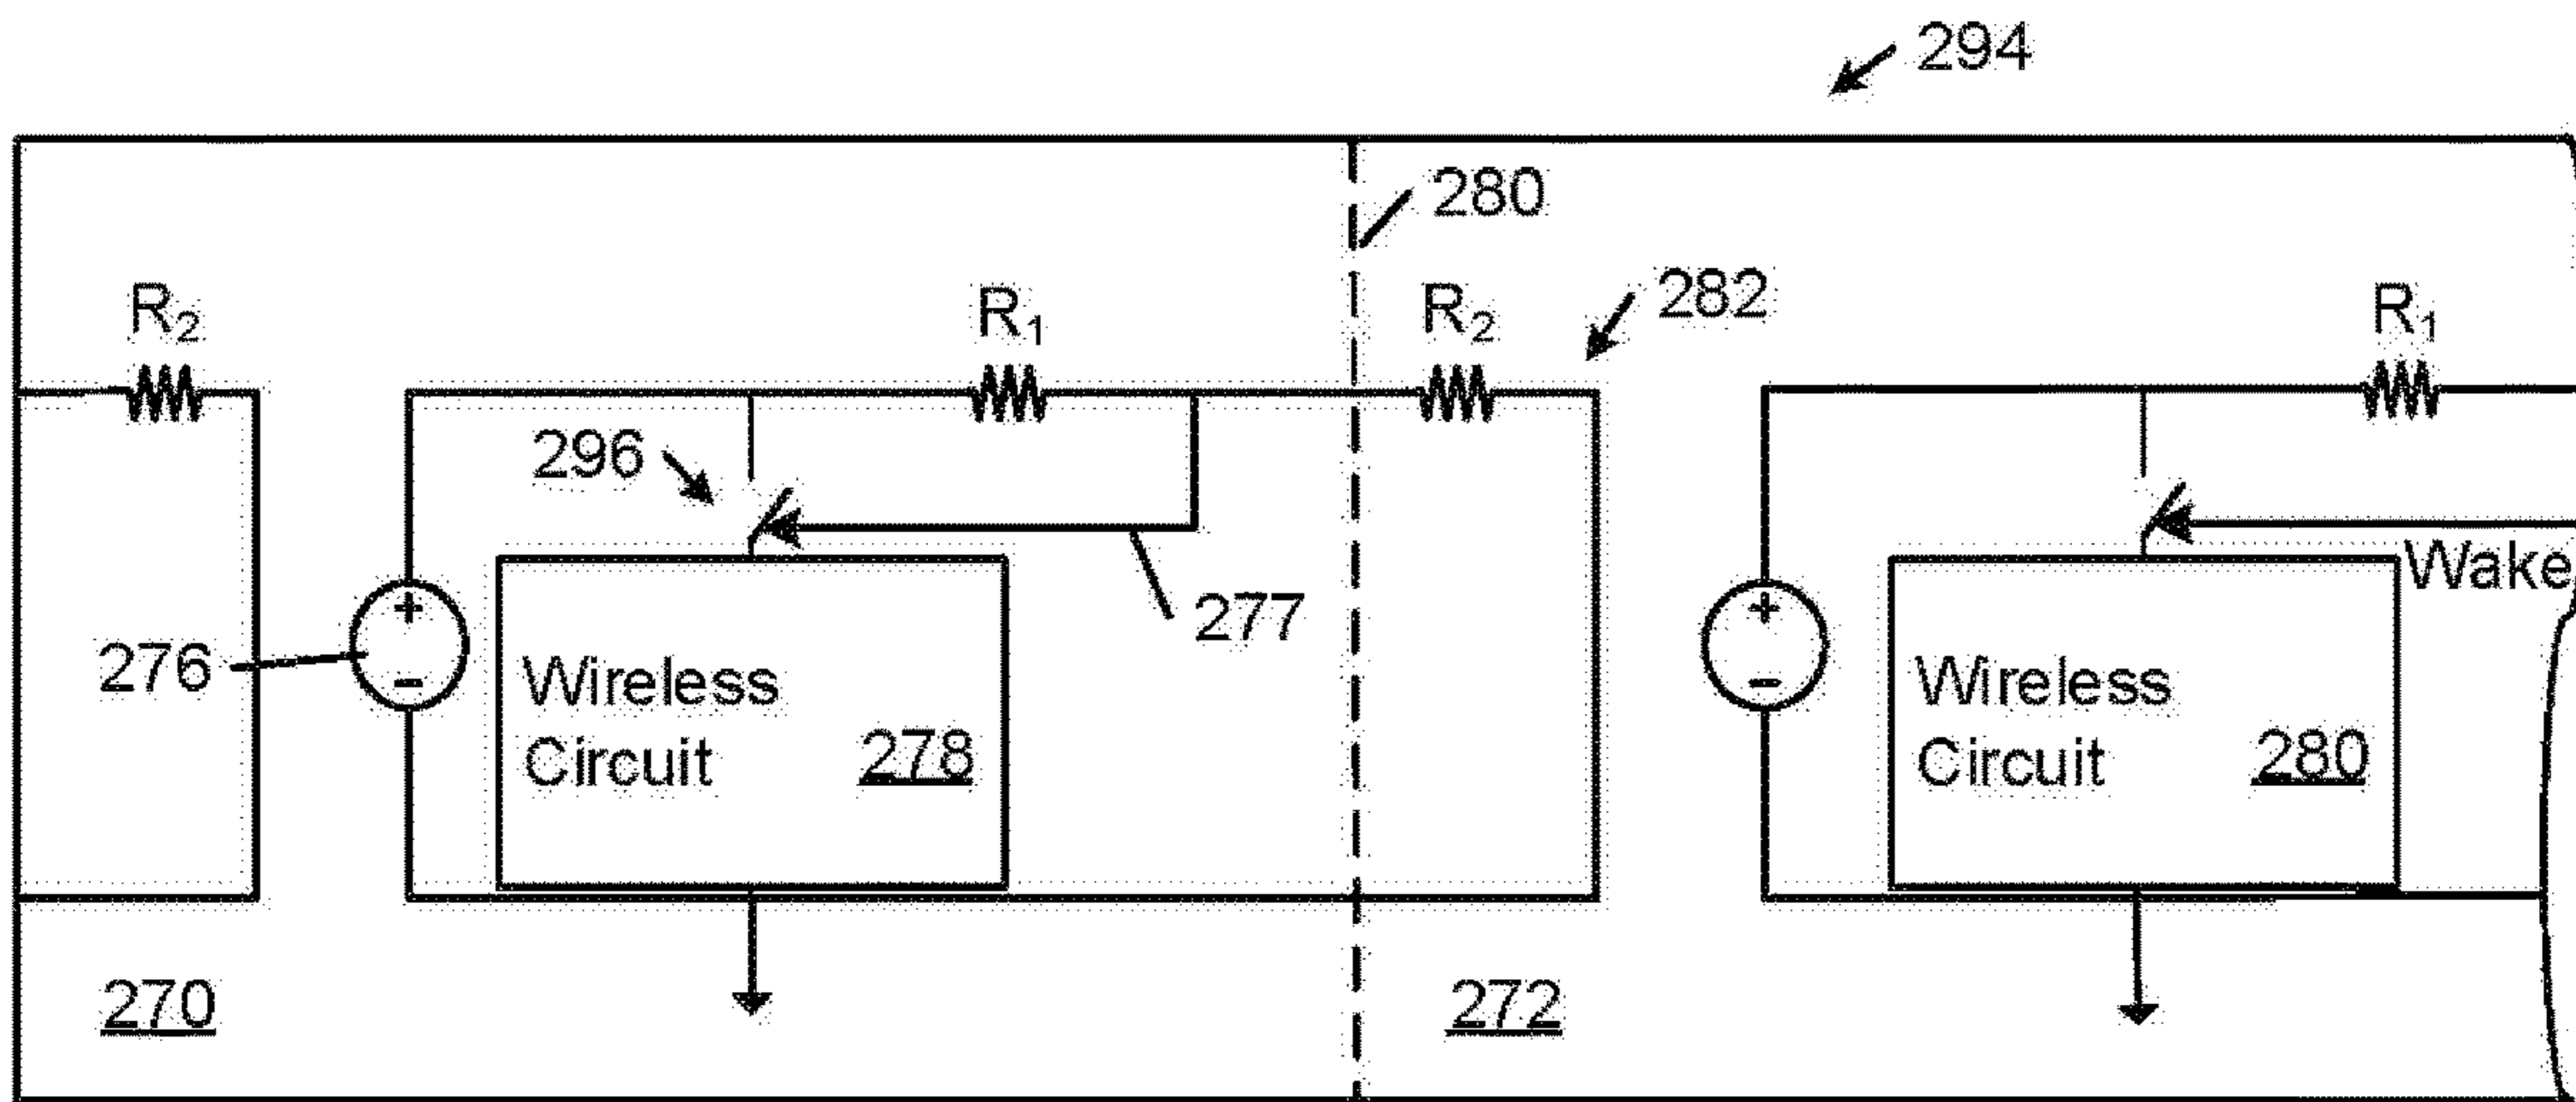 294
280
R₂
R₁
R₂
282
R₁
296
Wake
277
276
+
-
+
-
Wireless
Circuit
278
Wireless
Circuit
280
270
272